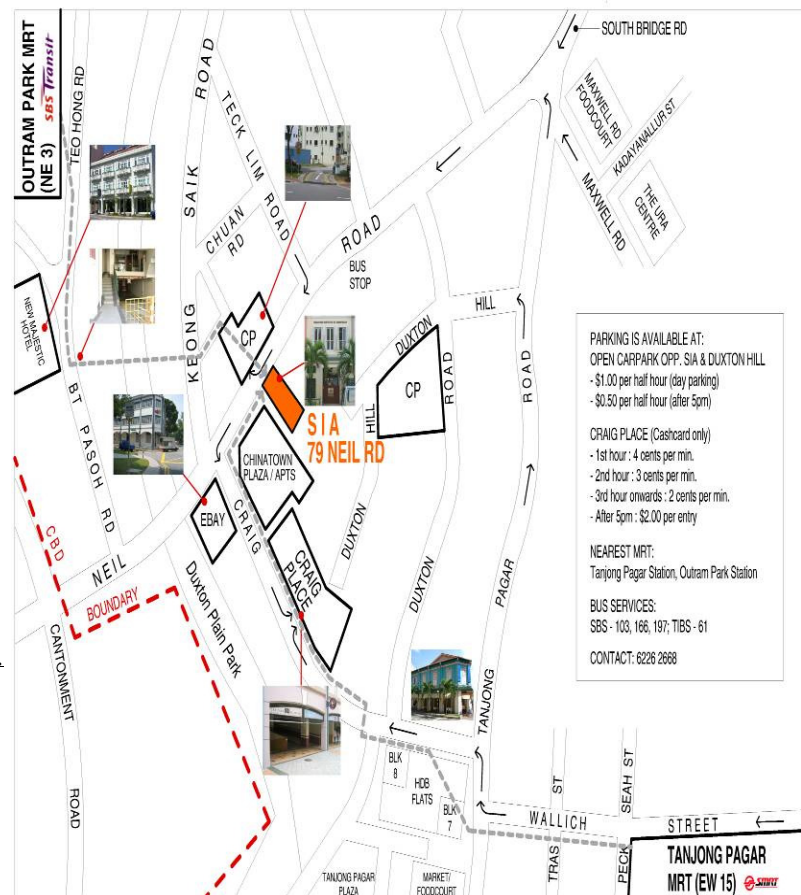 OUTRAM PARK MRT
(NE 3)
SBS Transit
TEO HONG RD
KEONG SAIK ROAD
TECK LIM ROAD
CHUAN
RD
SOUTH BRIDGE RD
MAXWELL RD
FOODCOURT
KADAYANALLUR ST
THE URA
CENTRE
MAXWELL RD
NEIL ROAD
BUS
STOP
NEW MAJESTIC
HOTEL
CP
DUXTON HILL
DUXTON ROAD
CP
DUXTON HILL
TANJONG PAGAR ROAD
SIA
79 NEIL RD
CHINATOWN
PLAZA / APTS
BT PASOH RD
EBAY
CRAIG
CRAIG
PLACE
CBD
BOUNDARY
Duxton Plain Park
CANTONMENT ROAD
PARKING IS AVAILABLE AT:
OPEN CARPARK OPP. SIA & DUXTON HILL
- $1.00 per half hour (day parking)
- $0.50 per half hour (after 5pm)
CRAIG PLACE (Cashcard only)
- 1st hour : 4 cents per min.
- 2nd hour : 3 cents per min.
- 3rd hour onwards : 2 cents per min.
- After 5pm : $2.00 per entry
NEAREST MRT:
Tanjong Pagar Station, Outram Park Station
BUS SERVICES:
SBS - 103, 166, 197; TIBS - 61
CONTACT: 6226 2668
BLK
8
HDB
FLATS
BLK
7
WALLICH STREET
TRAS ST
PECK SEAH ST
TANJONG PAGAR
PLAZA
MARKET/
FOODCOURT
TANJONG PAGAR
MRT (EW 15)
SMRT